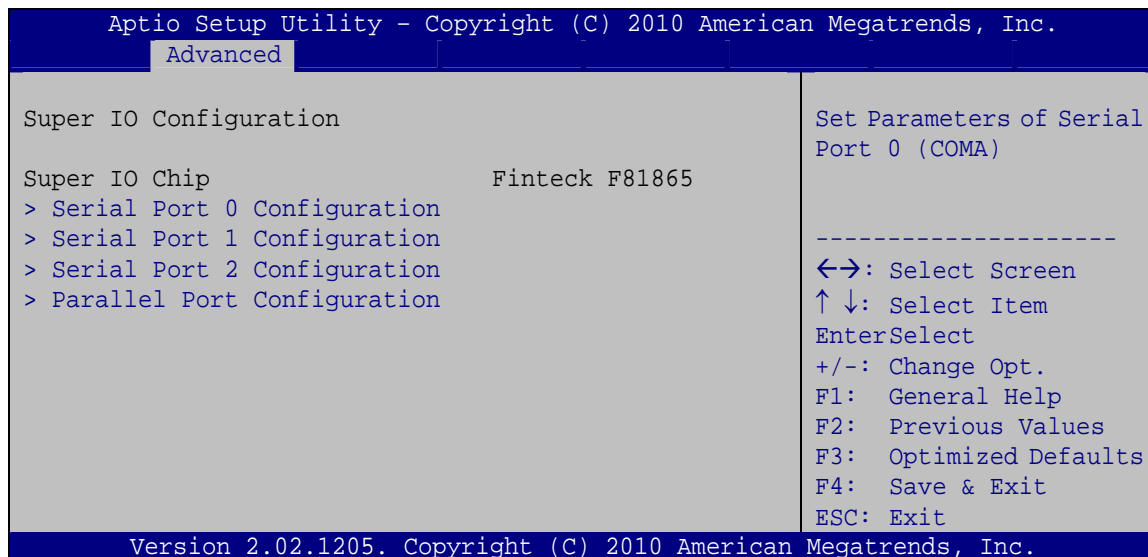 Aptio Setup Utility – Copyright (C) 2010 American Megatrends, Inc.
Advanced
Super IO Configuration
Super IO Chip Finteck F81865
> Serial Port 0 Configuration
> Serial Port 1 Configuration
> Serial Port 2 Configuration
> Parallel Port Configuration
Set Parameters of Serial
Port 0 (COMA)
---------------------
←→: Select Screen
↑ ↓: Select Item
EnterSelect
+/-: Change Opt.
F1: General Help
F2: Previous Values
F3: Optimized Defaults
F4: Save & Exit
ESC: Exit
Version 2.02.1205. Copyright (C) 2010 American Megatrends, Inc.